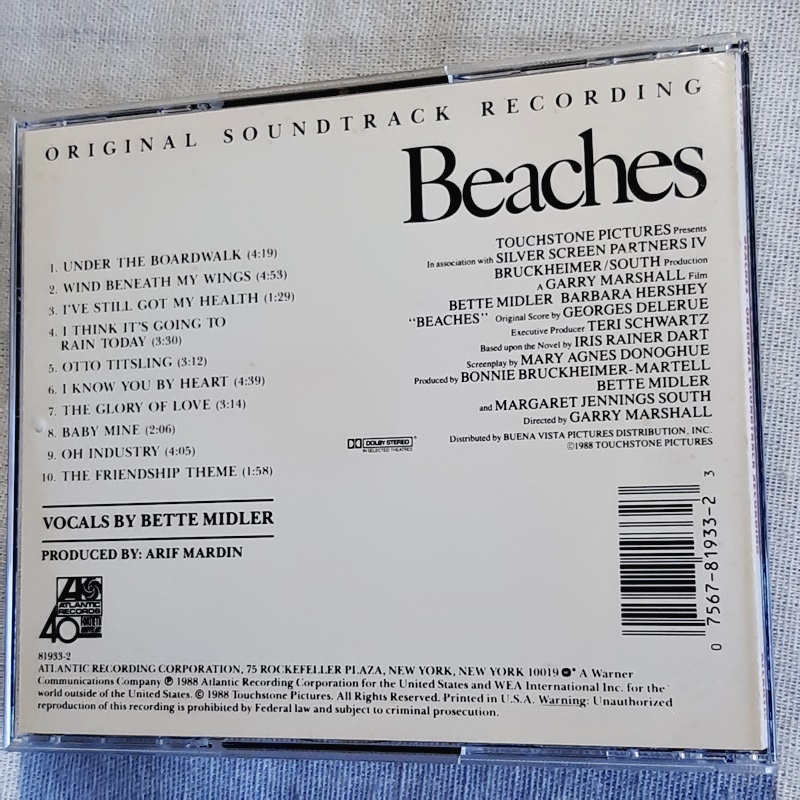 ORIGINAL SOUNDTRACK RECORDING
Beaches
1. UNDER THE BOARDWALK (4:19)
2. WIND BENEATH MY WINGS (4:53)
3. I'VE STILL GOT MY HEALTH (1:29)
4. I THINK IT'S GOING TO
RAIN TODAY (3:30)
5. OTTO TITSLING (3:12)
6. I KNOW YOU BY HEART (4:39)
7. THE GLORY OF LOVE (3:14)
8. BABY MINE (2:06)
9. OH INDUSTRY (4:05)
10. THE FRIENDSHIP THEME (1:58)
VOCALS BY BETTE MIDLER
PRODUCED BY: ARIF MARDIN
TOUCHSTONE PICTURES Presents
In association with SILVER SCREEN PARTNERS IV
BRUCKHEIMER/SOUTH Production
A GARRY MARSHALL Film
BETTE MIDLER BARBARA HERSHEY
"BEACHES" Original Score by GEORGES DELERUE
Executive Producer TERI SCHWARTZ
Based upon the Novel by IRIS RAINER DART
Screenplay by MARY AGNES DONOGHUE
Produced by BONNIE BRUCKHEIMER-MARTELL
BETTE MIDLER
and MARGARET JENNINGS SOUTH
Directed by GARRY MARSHALL
DOLBY STEREO
IN SELECTED THEATRES
Distributed by BUENA VISTA PICTURES DISTRIBUTION, INC.
©1988 TOUCHSTONE PICTURES
0 7567-81933-2 3
ATLANTIC
RECORDS
40
81933-2
ATLANTIC RECORDING CORPORATION, 75 ROCKEFELLER PLAZA, NEW YORK, NEW YORK 10019 A Warner
Communications Company ℗ 1988 Atlantic Recording Corporation for the United States and WEA International Inc. for the
world outside of the United States. © 1988 Touchstone Pictures. All Rights Reserved. Printed in U.S.A. Warning: Unauthorized
reproduction of this recording is prohibited by Federal law and subject to criminal prosecution.